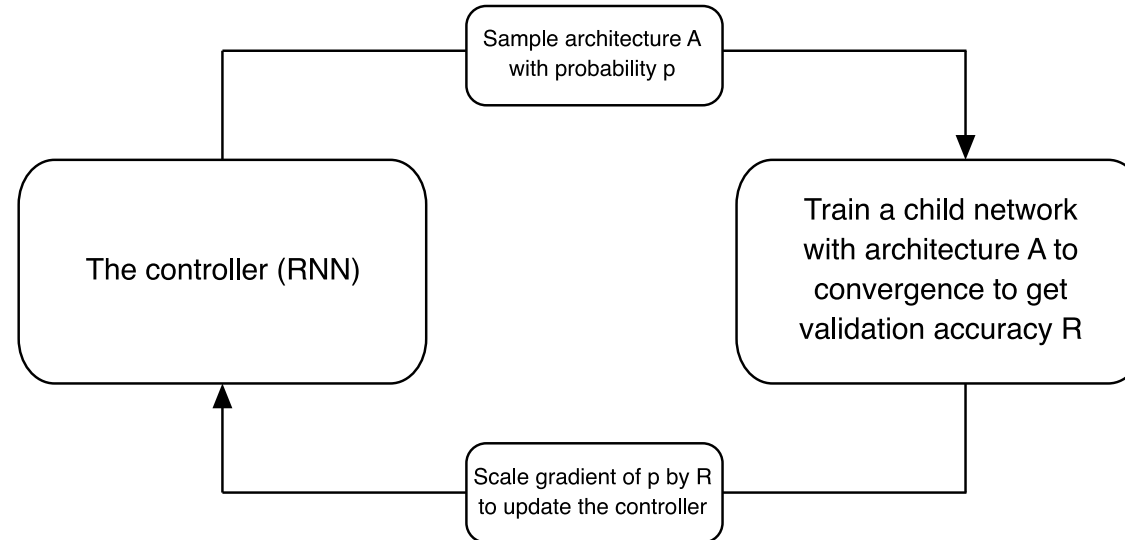 Sample architecture A
with probability p
The controller (RNN)
Train a child network
with architecture A to
convergence to get
validation accuracy R
Scale gradient of p by R
to update the controller